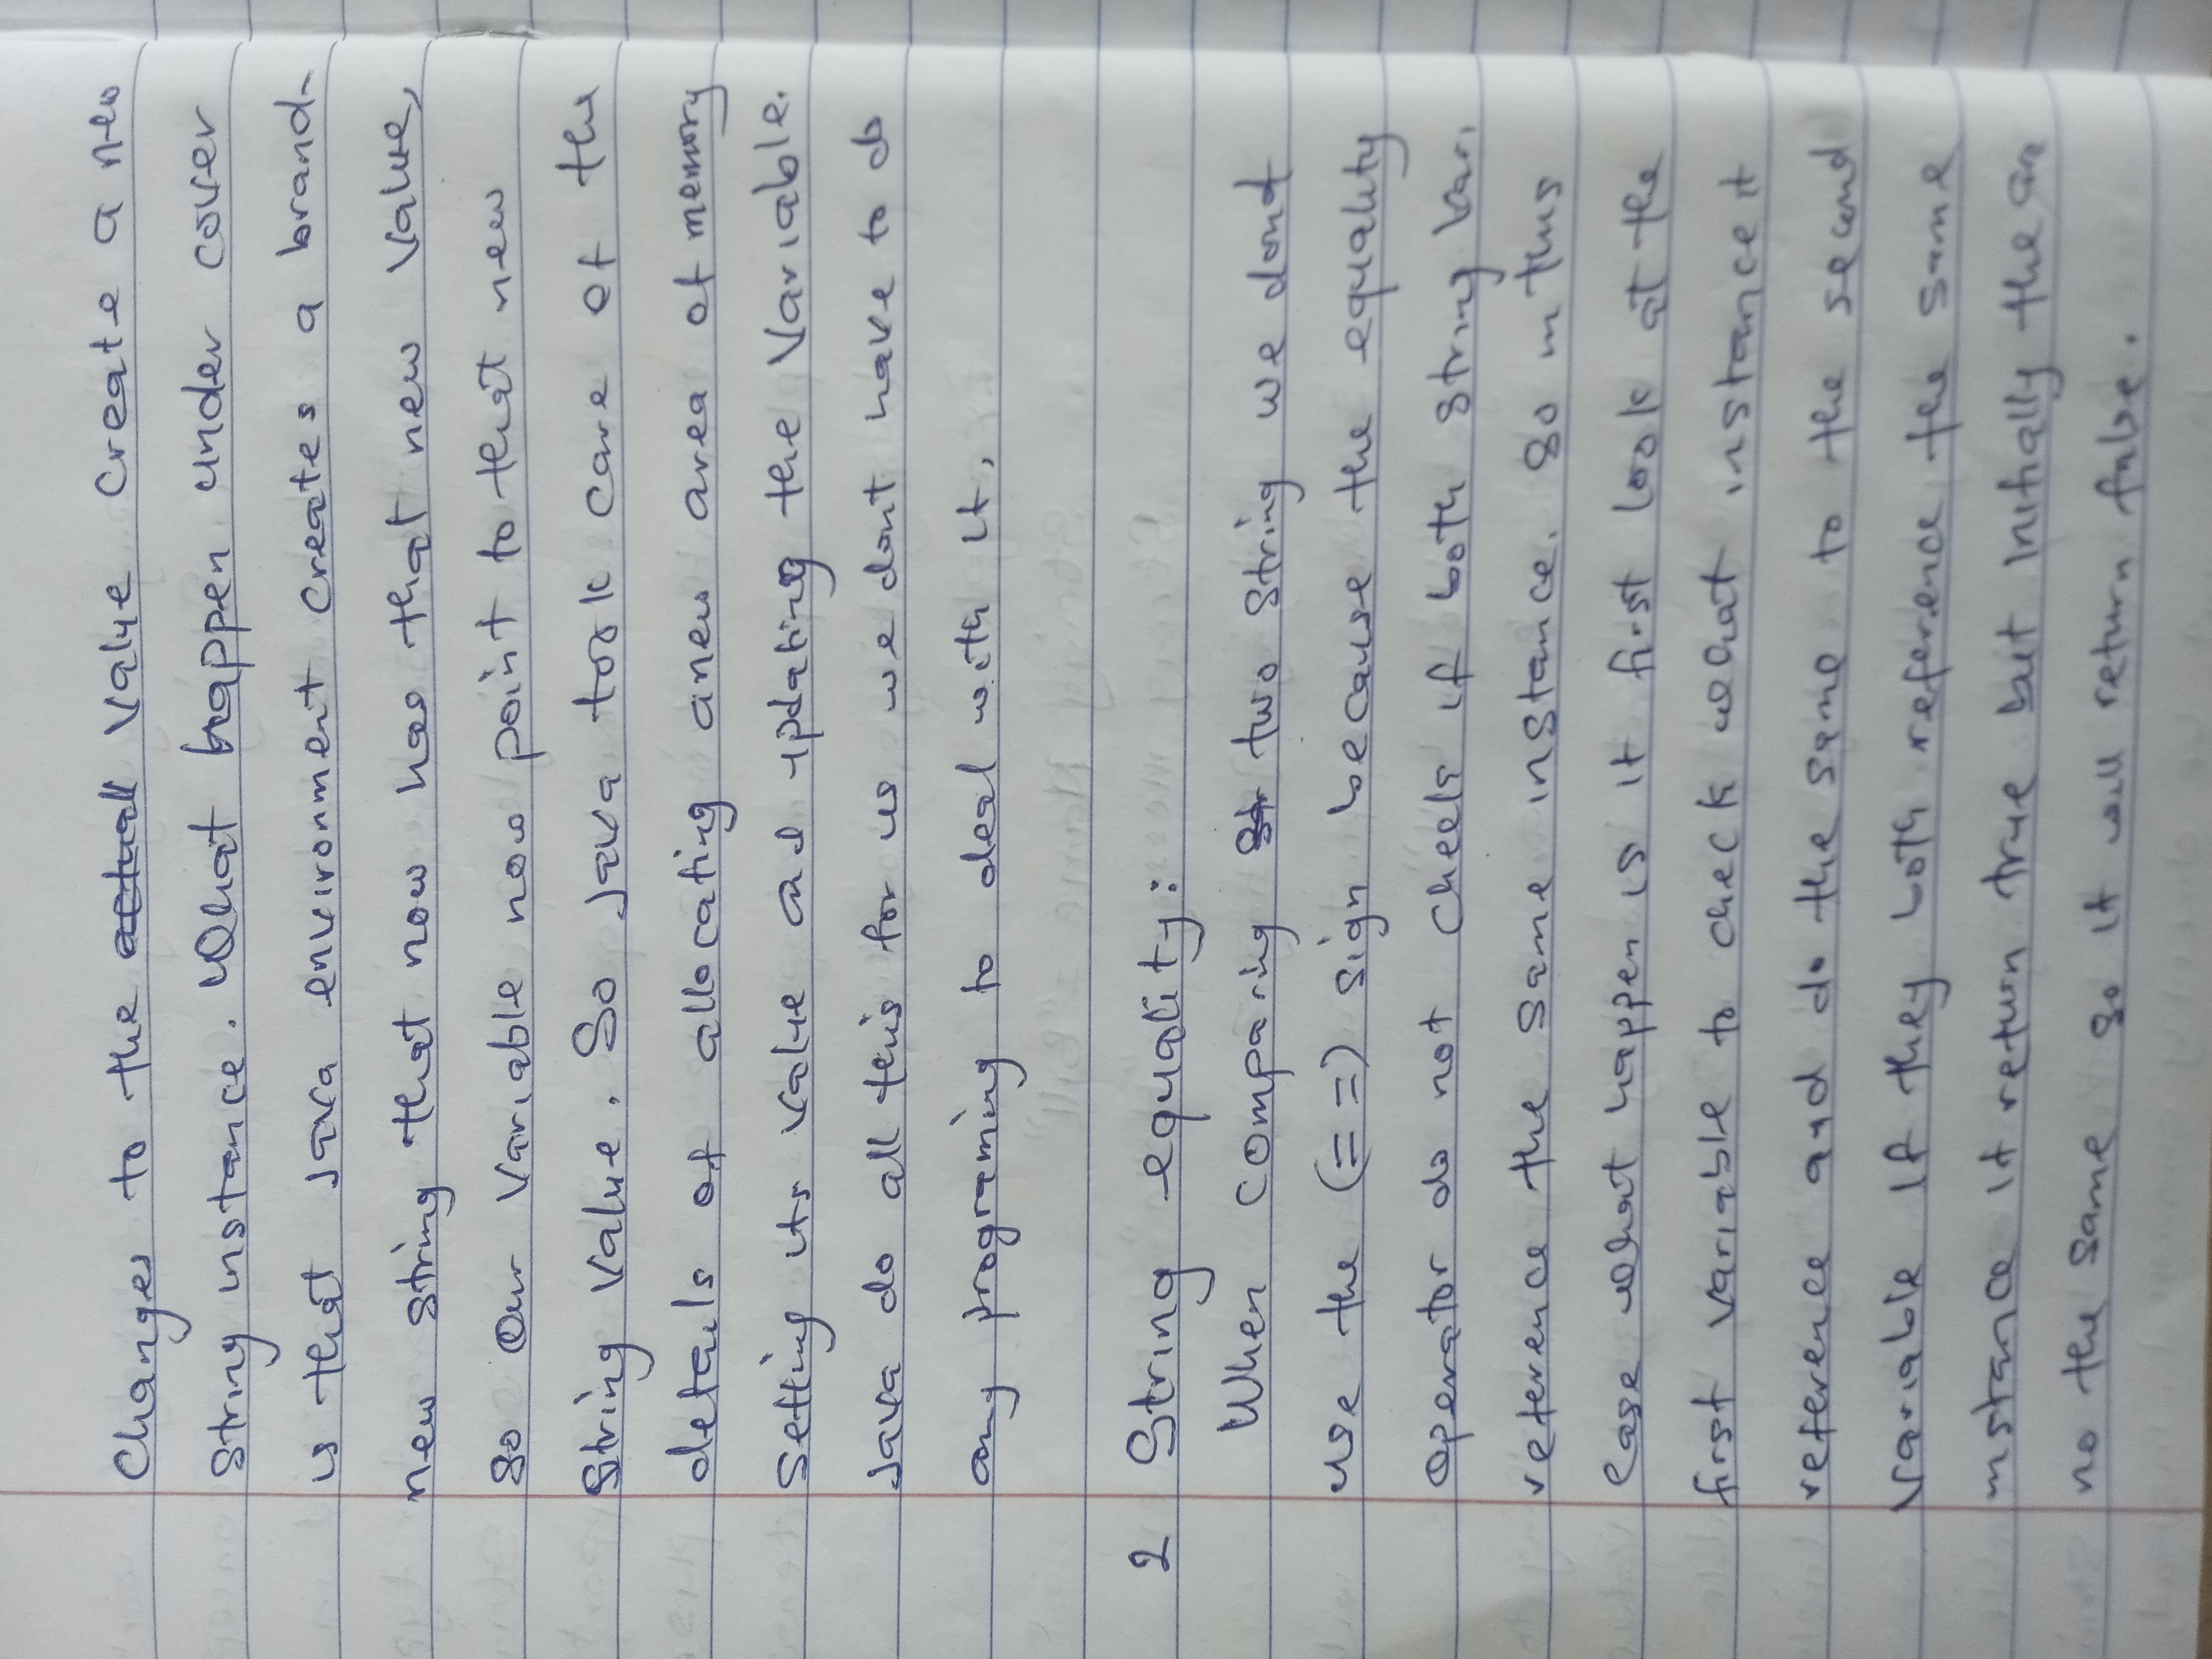 Changes to the actual value create a new
String instance. What happen under cover
is that Java environment creates a brand-
new string that now has that new value,
So Our variable now point to that new
String value. So Java took care of the
details of allocating a new area of memory
Setting its value and updating the variable.
Java do all this for us we dont have to do
any programing to deal with it.
2 String equality:
When Comparing Str two string we dont
use the (==) sign because the equality
operator do not cheek if both string var.
reference the same instance. So in this
case what happen is it first look at the
first variable to check what instance it
reference and do the same to the second
variable if they both reference the same
instance it return true but initially the
no the same so it will return false.